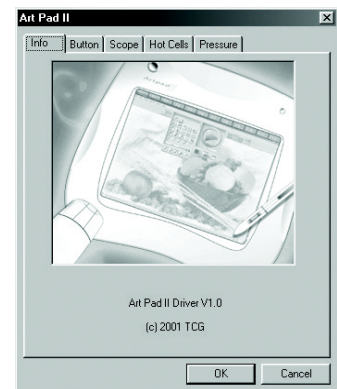 Art Pad II
Info Button Scope Hot Cells Pressure
Art Pad II Driver V1.0
(c) 2001 TCG
OK Cancel